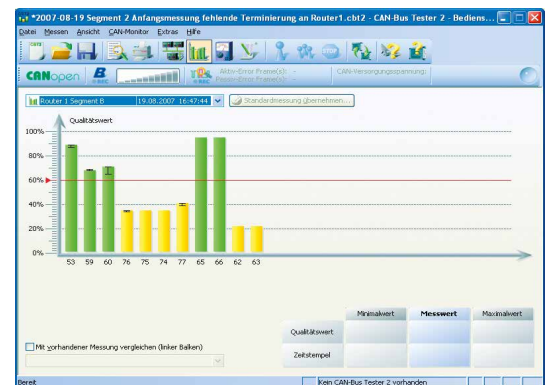 *2007-08-19 Segment 2 Anfangsmessung fehlende Terminierung an Router1.cbt2 - CAN-Bus Tester 2 - Bediens...
Datei Messen Ansicht CAN-Monitor Extras Hilfe
CANopen B Aktiv-Error Frame(s): - CAN-Versorgungsspannung:
Passiv-Error Frame(s): -
Router 1 Segment B 19.08.2007 16:47:44 Standardmessung übernehmen...
Qualitätswert
100%
80%
60%
40%
20%
0%
53 59 60 76 75 74 77 65 66 62 63
Minimalwert Messwert Maximalwert
Qualitätswert
Mit vorhandener Messung vergleichen (linker Balken)
Zeitstempel
Bereit Kein CAN-Bus Tester 2 vorhanden